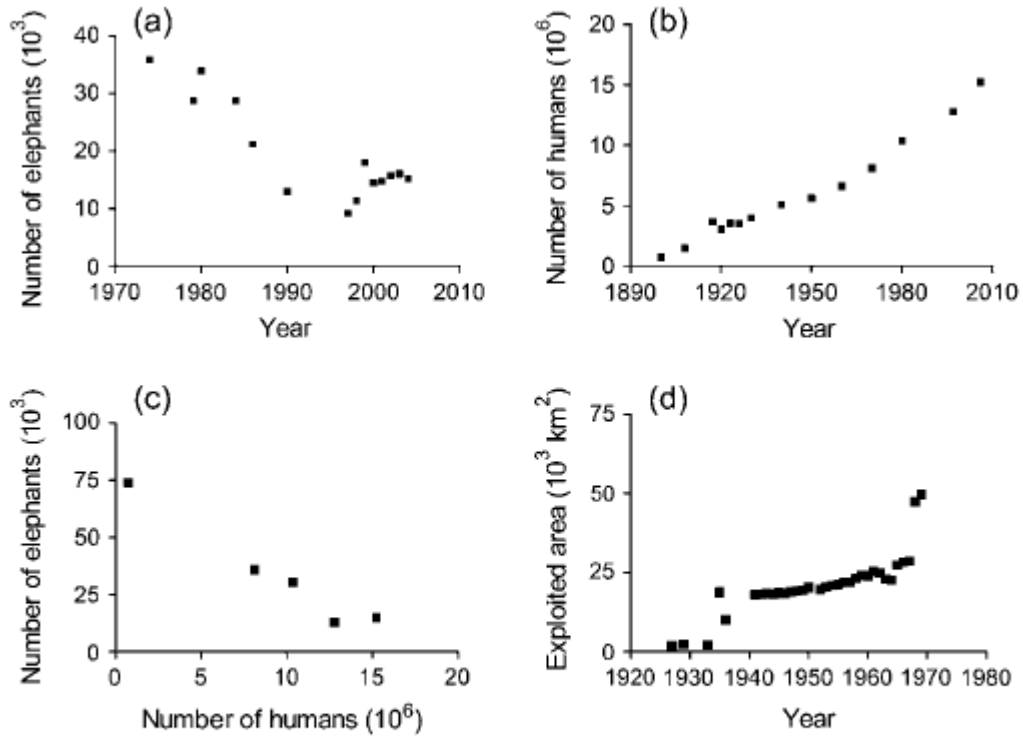 (a)
Number of elephants (10³)
40
30
20
10
0
1970 1980 1990 2000 2010
Year
(b)
Number of humans (10⁶)
20
15
10
5
0
1890 1920 1950 1980 2010
Year
(c)
Number of elephants (10³)
100
75
50
25
0
0 5 10 15 20
Number of humans (10⁶)
(d)
Exploited area (10³ km²)
75
50
25
0
1920 1930 1940 1950 1960 1970 1980
Year